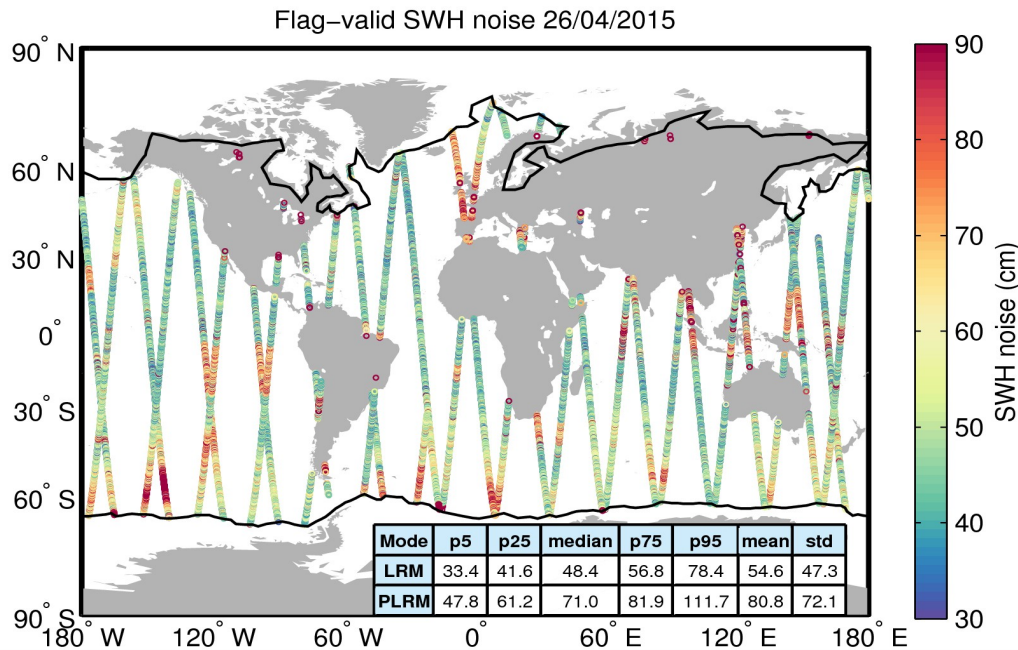 Flag−valid SWH noise 26/04/2015
90° N
60° N
30° N
0°
30° S
60° S
90° S
180° W
120° W
60° W
0°
60° E
120° E
180° E
Mode p5 p25 median p75 p95 mean std
LRM 33.4 41.6 48.4 56.8 78.4 54.6 47.3
PLRM 47.8 61.2 71.0 81.9 111.7 80.8 72.1
90
80
70
60
50
40
30
SWH noise (cm)